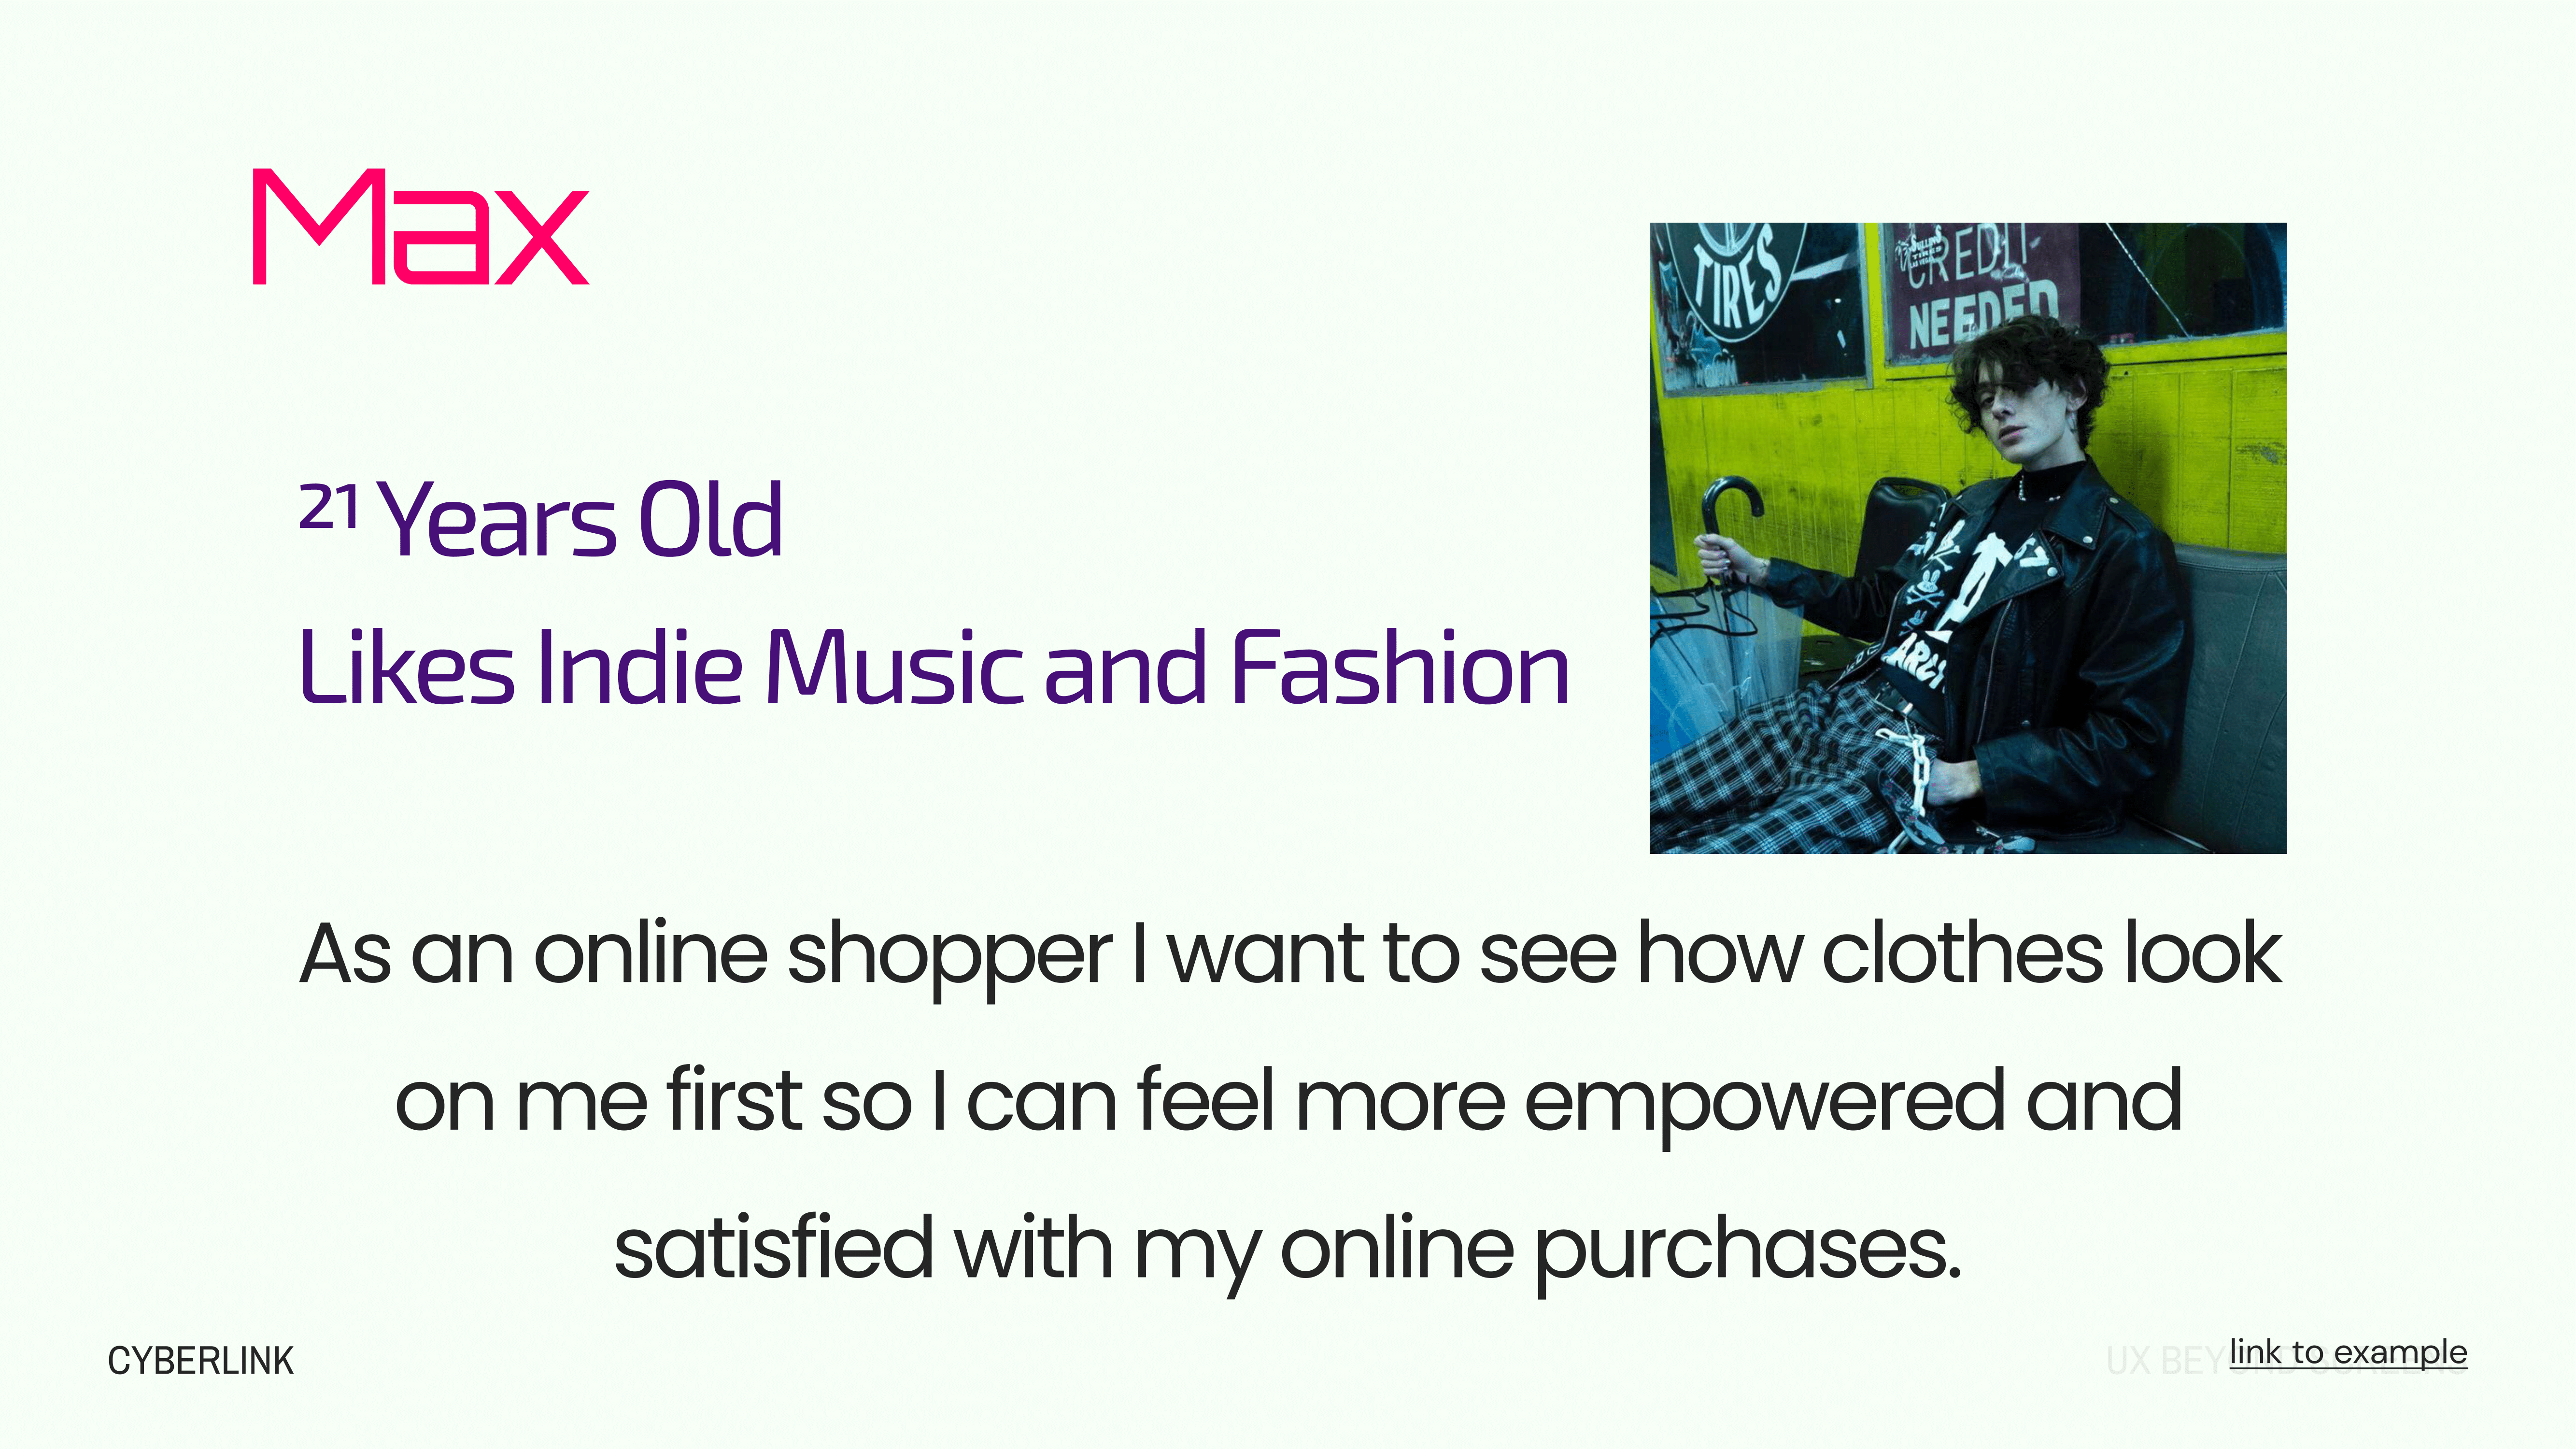 Max
21 Years Old
Likes Indie Music and Fashion
TIRES
CREDIT
NEEDED
As an online shopper I want to see how clothes look
on me first so I can feel more empowered and
satisfied with my online purchases.
CYBERLINK
UX
link to example